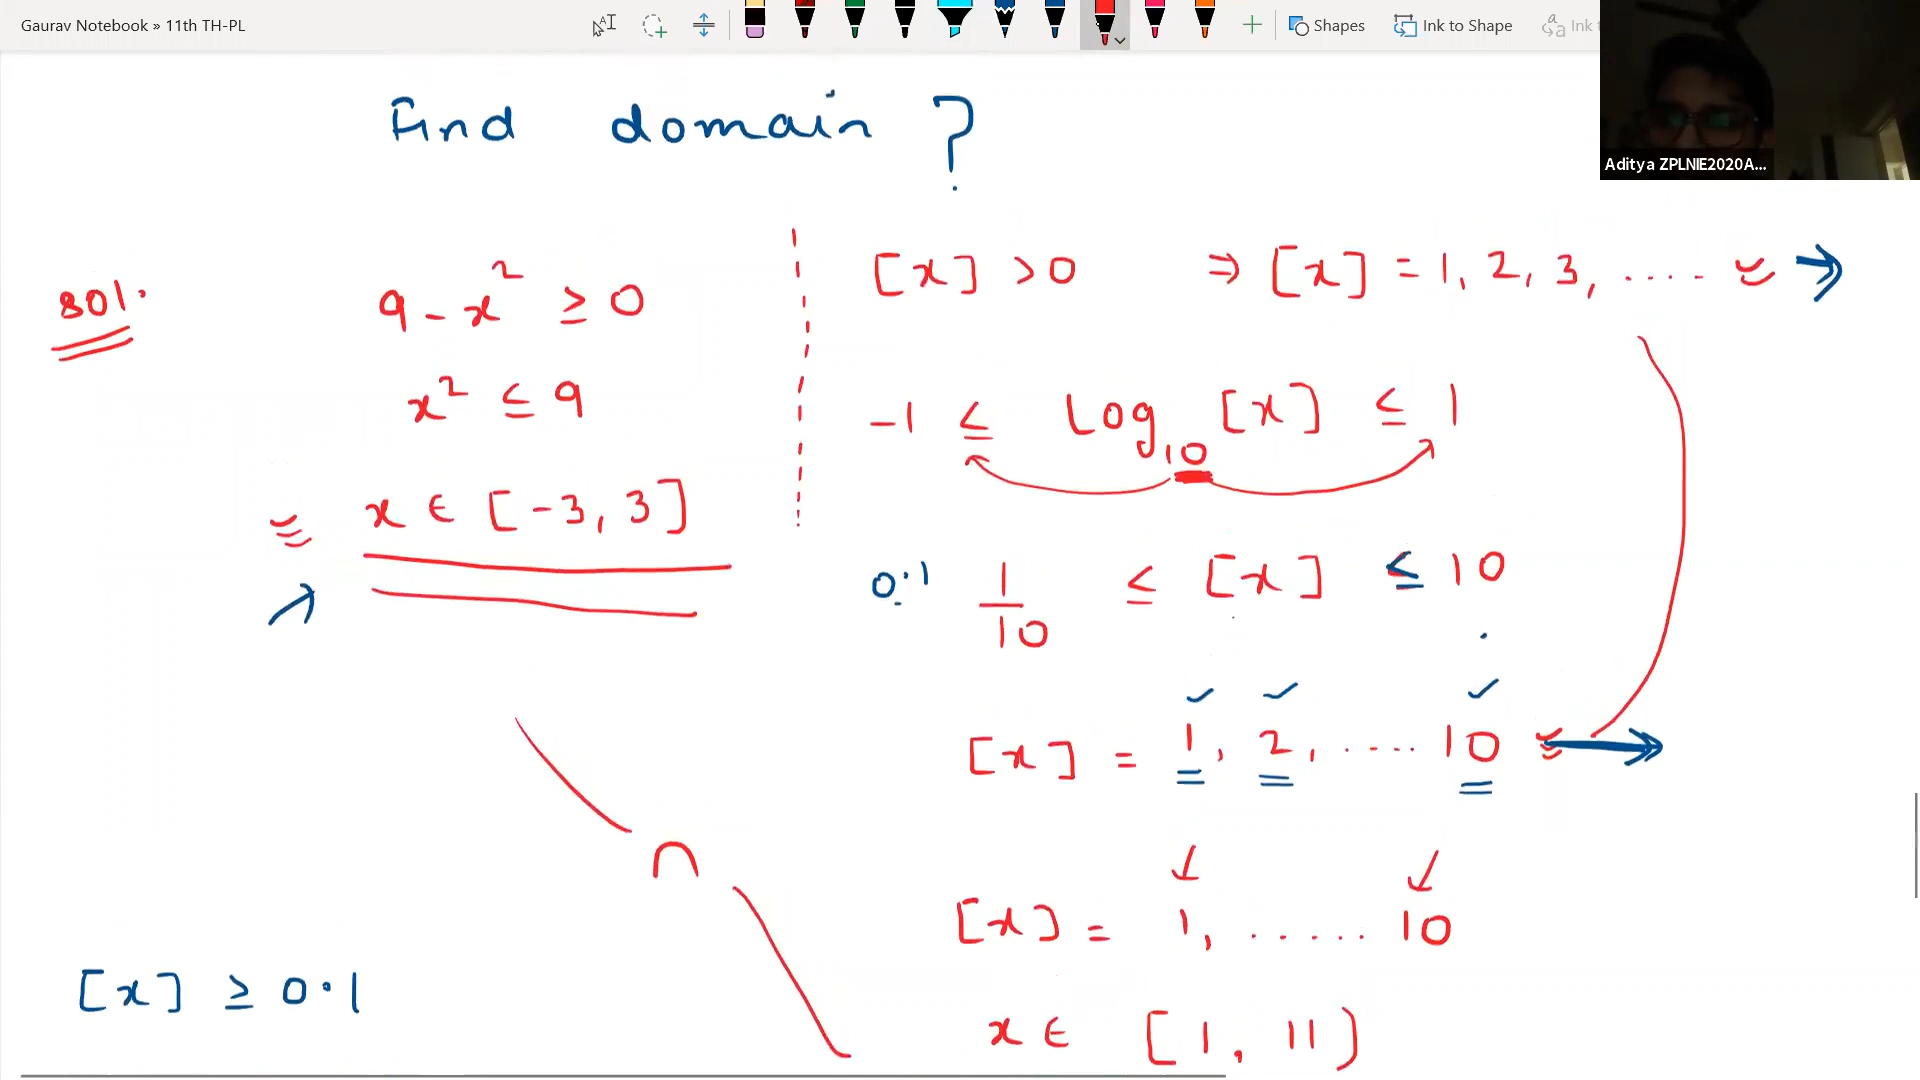 Gaurav Notebook » 11th TH-PL
Shapes
Ink to Shape
Ink
Aditya ZPLNIE2020A...
Find domain ?
sol.
9 - x² ≥ 0
x² ≤ 9
x ∈ [-3, 3]
[x] > 0 ⇒ [x] = 1, 2, 3, ....
-1 ≤ log₁₀ [x] ≤ 1
0.1 1/10 ≤ [x] ≤ 10
[x] = 1, 2, .... 10
∩
[x] = 1, ...... 10
[x] ≥ 0.1
x ∈ [1, 11)